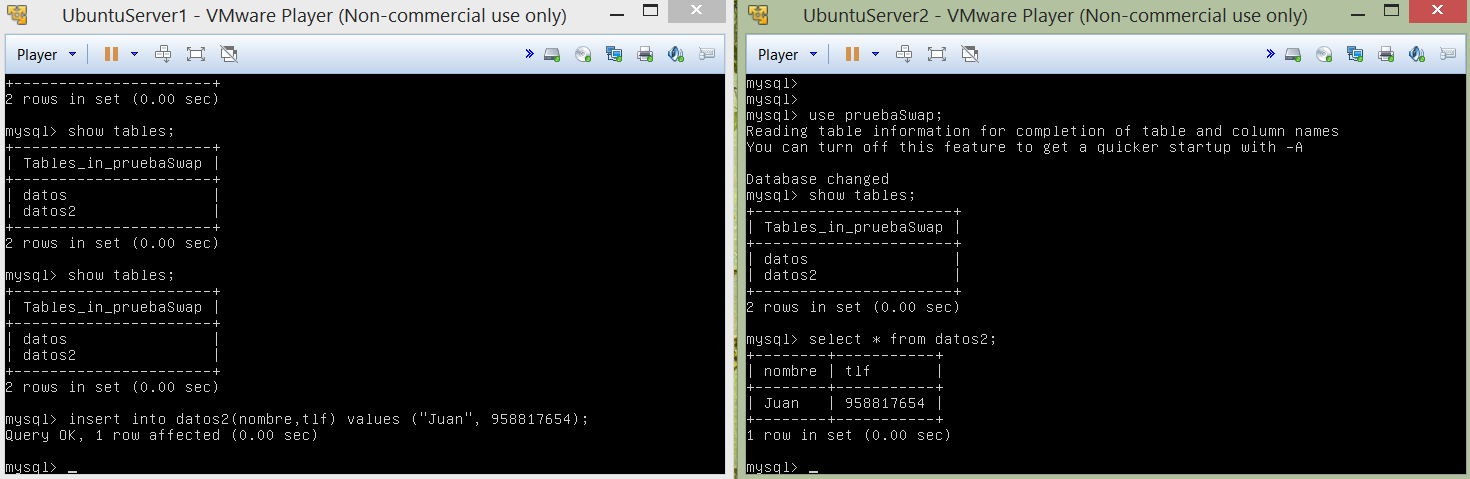 UbuntuServer1 - VMware Player (Non-commercial use only)
Player
+----------------------+
2 rows in set (0.00 sec)
mysql> show tables;
+----------------------+
| Tables_in_pruebaSwap |
+----------------------+
| datos                |
| datos2               |
+----------------------+
2 rows in set (0.00 sec)
mysql> show tables;
+----------------------+
| Tables_in_pruebaSwap |
+----------------------+
| datos                |
| datos2               |
+----------------------+
2 rows in set (0.00 sec)
mysql> insert into datos2(nombre,tlf) values ("Juan", 958817654);
Query OK, 1 row affected (0.00 sec)
mysql> _
UbuntuServer2 - VMware Player (Non-commercial use only)
Player
mysql>
mysql>
mysql> use pruebaSwap;
Reading table information for completion of table and column names
You can turn off this feature to get a quicker startup with -A
Database changed
mysql> show tables;
+----------------------+
| Tables_in_pruebaSwap |
+----------------------+
| datos                |
| datos2               |
+----------------------+
2 rows in set (0.00 sec)
mysql> select * from datos2;
+--------+-----------+
| nombre | tlf       |
+--------+-----------+
| Juan   | 958817654 |
+--------+-----------+
1 row in set (0.00 sec)
mysql> _